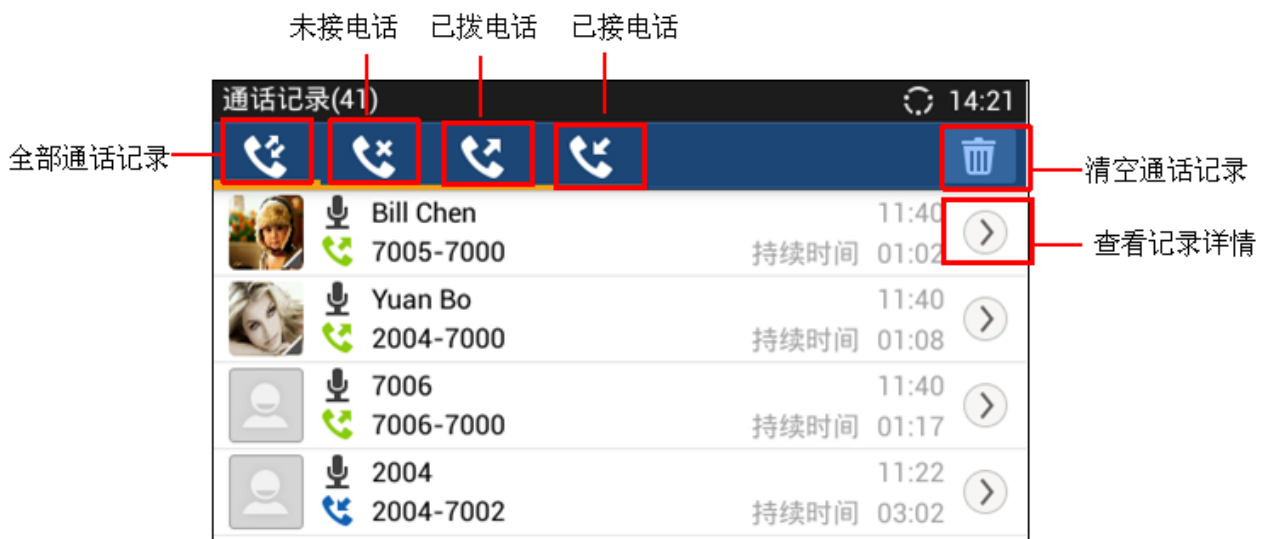 未接电话 已拨电话 已接电话
通话记录(41) 14:21
全部通话记录
清空通话记录
Bill Chen 11:40
7005-7000 持续时间 01:02
查看记录详情
Yuan Bo 11:40
2004-7000 持续时间 01:08
7006 11:40
7006-7000 持续时间 01:17
2004 11:22
2004-7002 持续时间 03:02